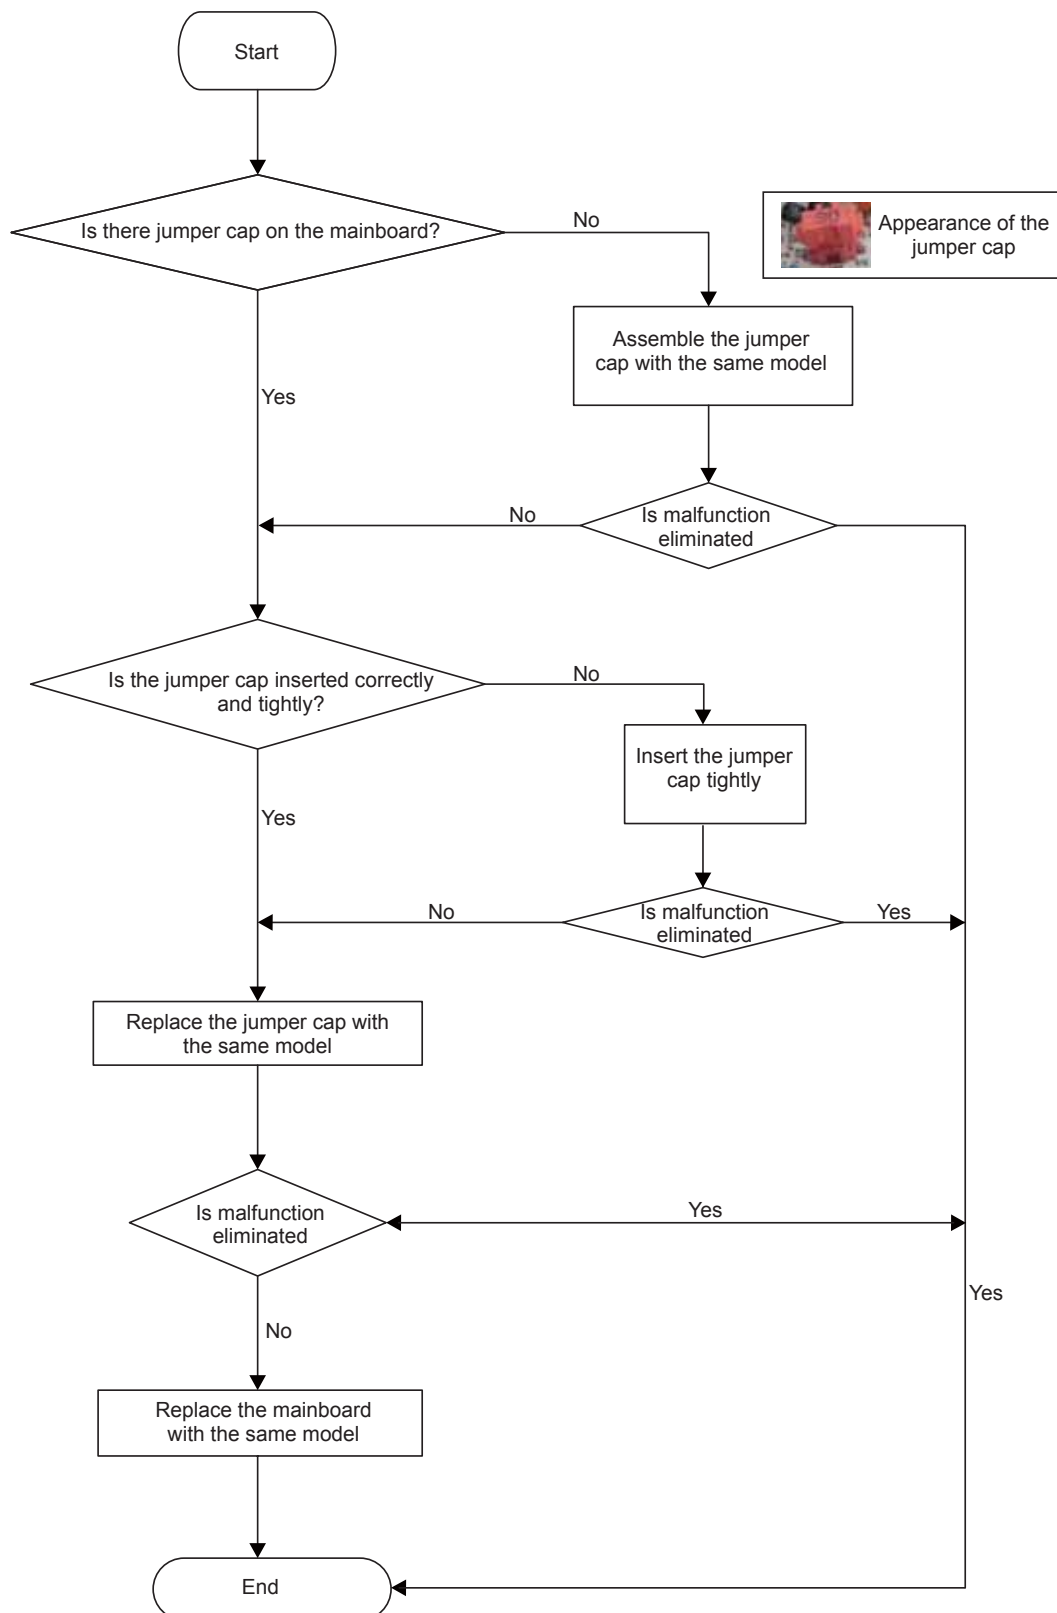 Start
Is there jumper cap on the mainboard?
No
Appearance of the
jumper cap
Assemble the jumper
cap with the same model
Yes
No
Is malfunction
eliminated
Is the jumper cap inserted correctly
and tightly?
No
Insert the jumper
cap tightly
Yes
No
Is malfunction
eliminated
Yes
Replace the jumper cap with
the same model
Is malfunction
eliminated
Yes
Yes
No
Replace the mainboard
with the same model
End